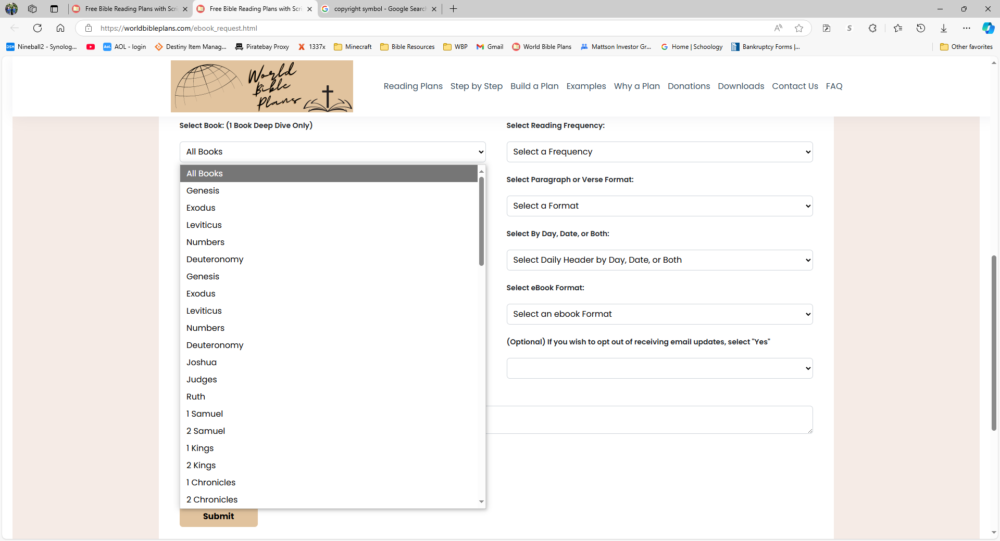 Free Bible Reading Plans with Scri
Free Bible Reading Plans with Scri
copyright symbol - Google Search
https://worldbibleplans.com/ebook_request.html
Nineball2 - Synolog...
AOL - login
Destiny Item Manag...
Piratebay Proxy
1337x
Minecraft
Bible Resources
WBP
Gmail
World Bible Plans
Mattson Investor Gr...
Home | Schoology
Bankruptcy Forms |...
Other favorites
World
Bible
Plans
Reading Plans
Step by Step
Build a Plan
Examples
Why a Plan
Donations
Downloads
Contact Us
FAQ
Select Book: (1 Book Deep Dive Only)
All Books
All Books
Genesis
Exodus
Leviticus
Numbers
Deuteronomy
Genesis
Exodus
Leviticus
Numbers
Deuteronomy
Joshua
Judges
Ruth
1 Samuel
2 Samuel
1 Kings
2 Kings
1 Chronicles
2 Chronicles
Submit
Select Reading Frequency:
Select a Frequency
Select Paragraph or Verse Format:
Select a Format
Select By Day, Date, or Both:
Select Daily Header by Day, Date, or Both
Select eBook Format:
Select an ebook Format
(Optional) If you wish to opt out of receiving email updates, select "Yes"